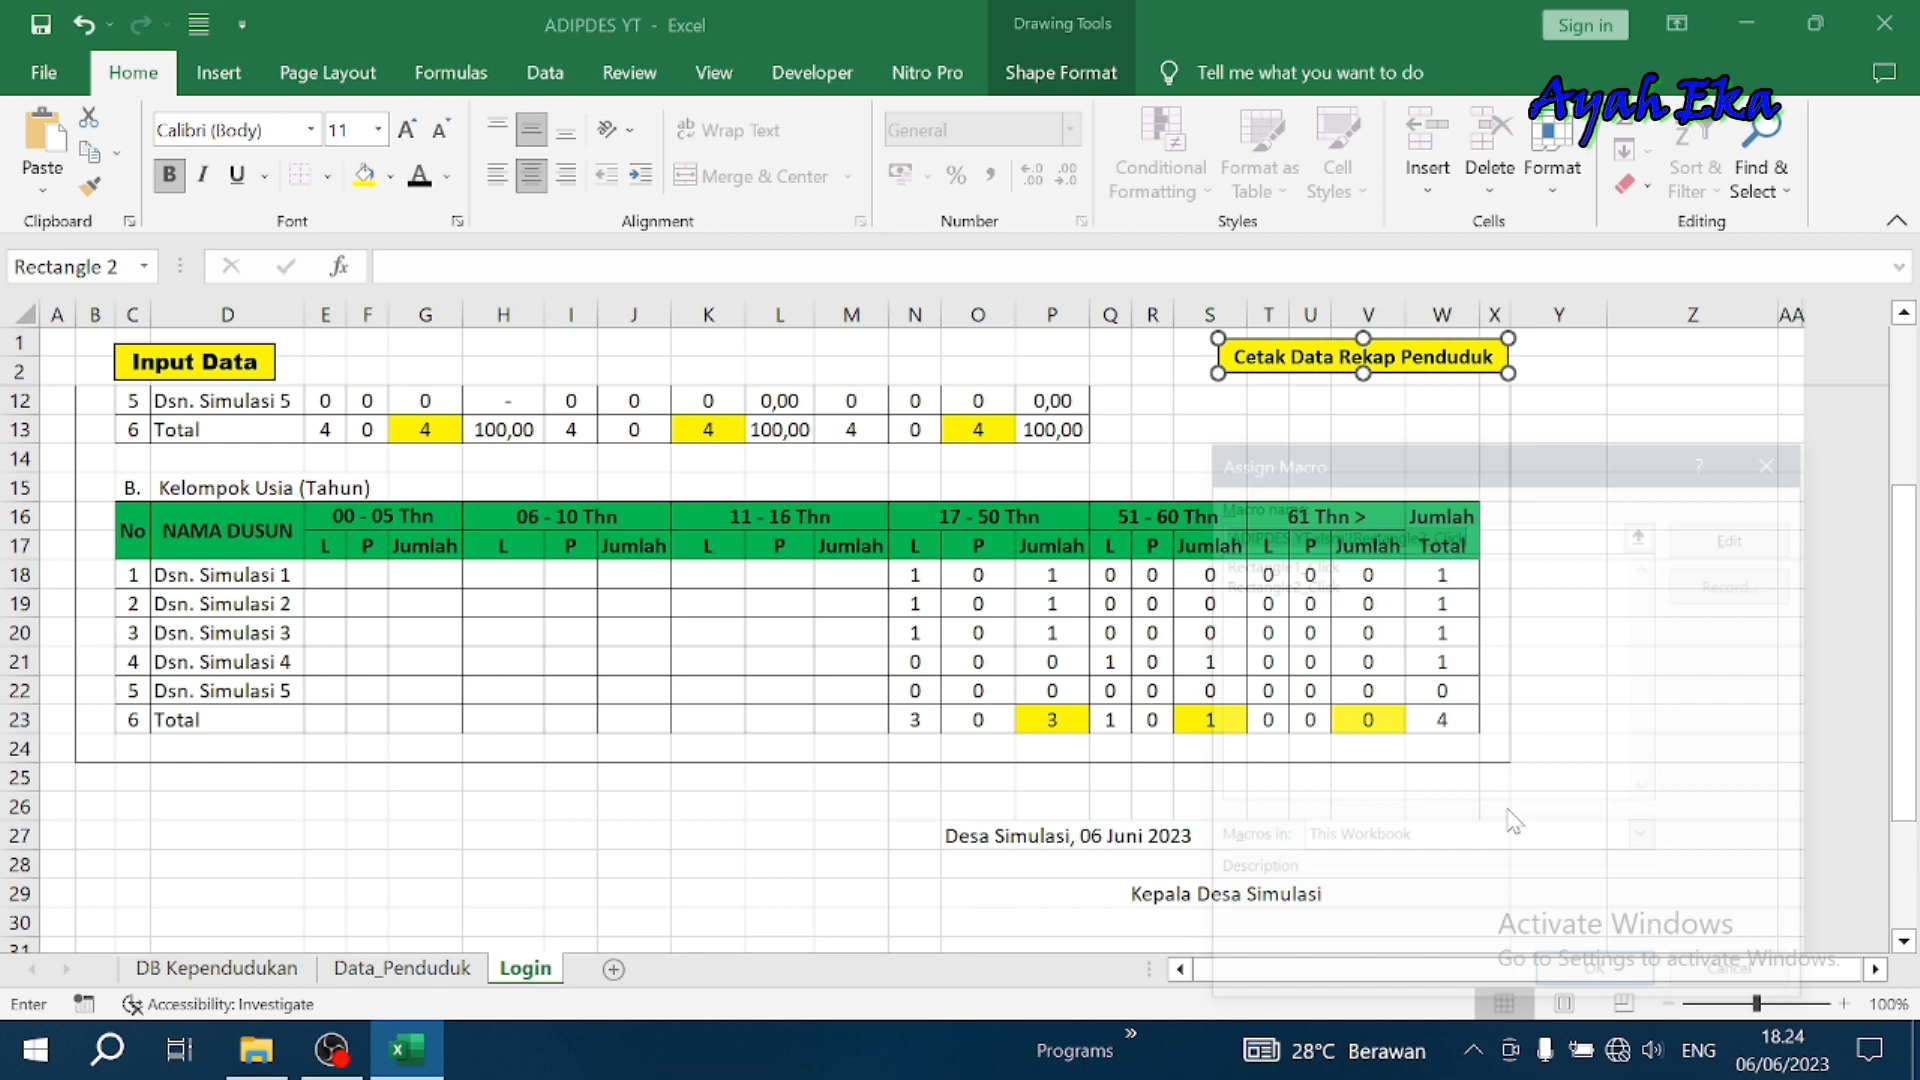 ADIPDES YT - Excel
Drawing Tools
Sign in
File
Home
Insert
Page Layout
Formulas
Data
Review
View
Developer
Nitro Pro
Shape Format
Tell me what you want to do
Ayah Eka
Paste
Calibri (Body)
11
Wrap Text
Merge & Center
General
Conditional Formatting
Format as Table
Cell Styles
Insert
Delete
Format
Sort & Filter
Find & Select
Clipboard
Font
Alignment
Number
Styles
Cells
Editing
Rectangle 2
fx
A B C D E F G H I J K L M N O P Q R S T U V W X Y Z AA
1
2
Input Data
Cetak Data Rekap Penduduk
12 5 Dsn. Simulasi 5 0 0 0 - 0 0 0 0,00 0 0 0 0,00
13 6 Total 4 0 4 100,00 4 0 4 100,00 4 0 4 100,00
14
Assign Macro ? 
15 B. Kelompok Usia (Tahun)
Macro name:
16 No NAMA DUSUN 00 - 05 Thn 06 - 10 Thn 11 - 16 Thn 17 - 50 Thn 51 - 60 Thn 61 Thn > Jumlah
17 L P Jumlah L P Jumlah L P Jumlah L P Jumlah L P Jumlah L P Jumlah Total
'ADIPDES YT.xlsm'!Rectangle2_Click
Edit
Rectangle1_Click
Rectangle2_Click
Record...
18 1 Dsn. Simulasi 1 1 0 1 0 0 0 0 0 0 1
19 2 Dsn. Simulasi 2 1 0 1 0 0 0 0 0 0 1
20 3 Dsn. Simulasi 3 1 0 1 0 0 0 0 0 0 1
21 4 Dsn. Simulasi 4 0 0 0 1 0 1 0 0 0 1
22 5 Dsn. Simulasi 5 0 0 0 0 0 0 0 0 0 0
23 6 Total 3 0 3 1 0 1 0 0 0 4
24
25
26
27 Desa Simulasi, 06 Juni 2023
Macros in: This Workbook
28
Description
29 Kepala Desa Simulasi
30
31
OK
Cancel
Activate Windows
Go to Settings to activate Windows.
DB Kependudukan
Data_Penduduk
Login
Enter
Accessibility: Investigate
100%
Programs
28°C Berawan
ENG
18.24
06/06/2023